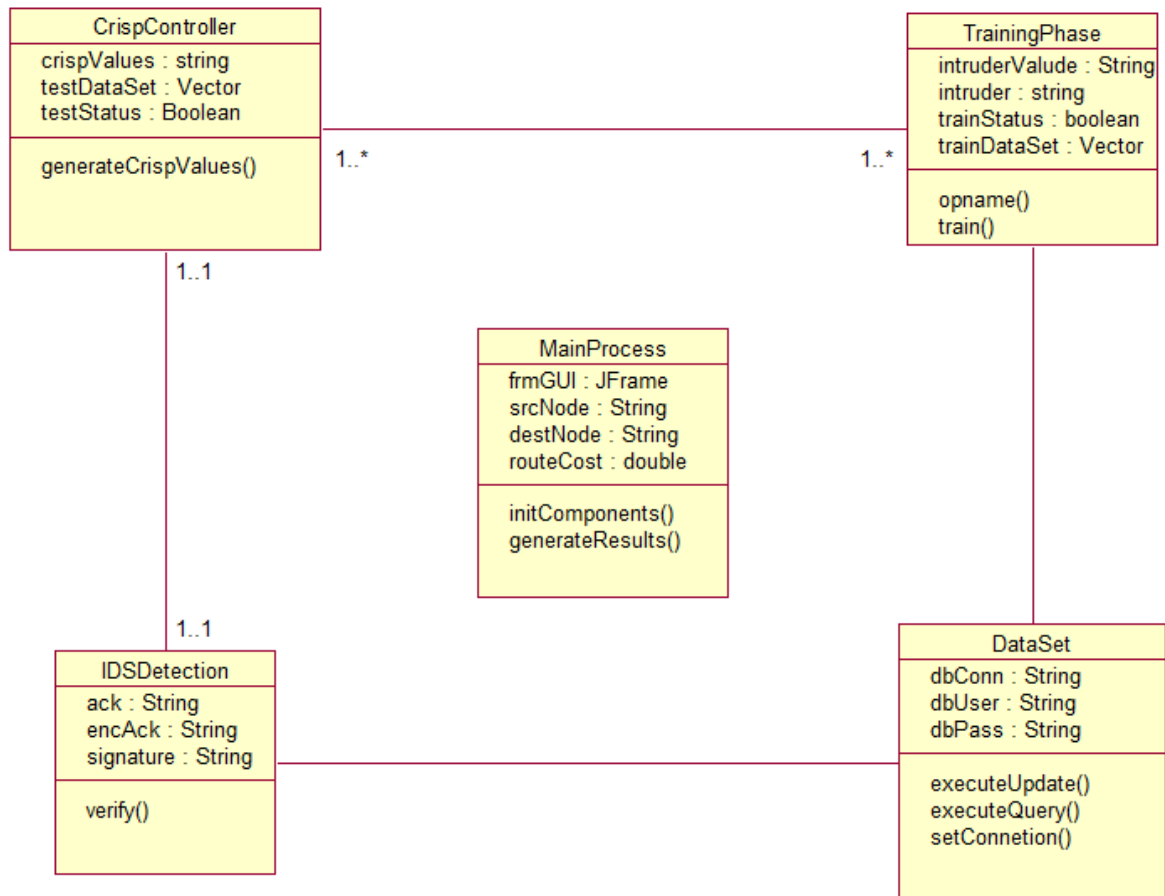 CrispController
crispValues : string
testDataSet : Vector
testStatus : Boolean
generateCrispValues()
1..*
1..*
TrainingPhase
intruderValude : String
intruder : string
trainStatus : boolean
trainDataSet : Vector
opname()
train()
1..1
MainProcess
frmGUI : JFrame
srcNode : String
destNode : String
routeCost : double
initComponents()
generateResults()
1..1
IDSDetection
ack : String
encAck : String
signature : String
verify()
DataSet
dbConn : String
dbUser : String
dbPass : String
executeUpdate()
executeQuery()
setConnetion()